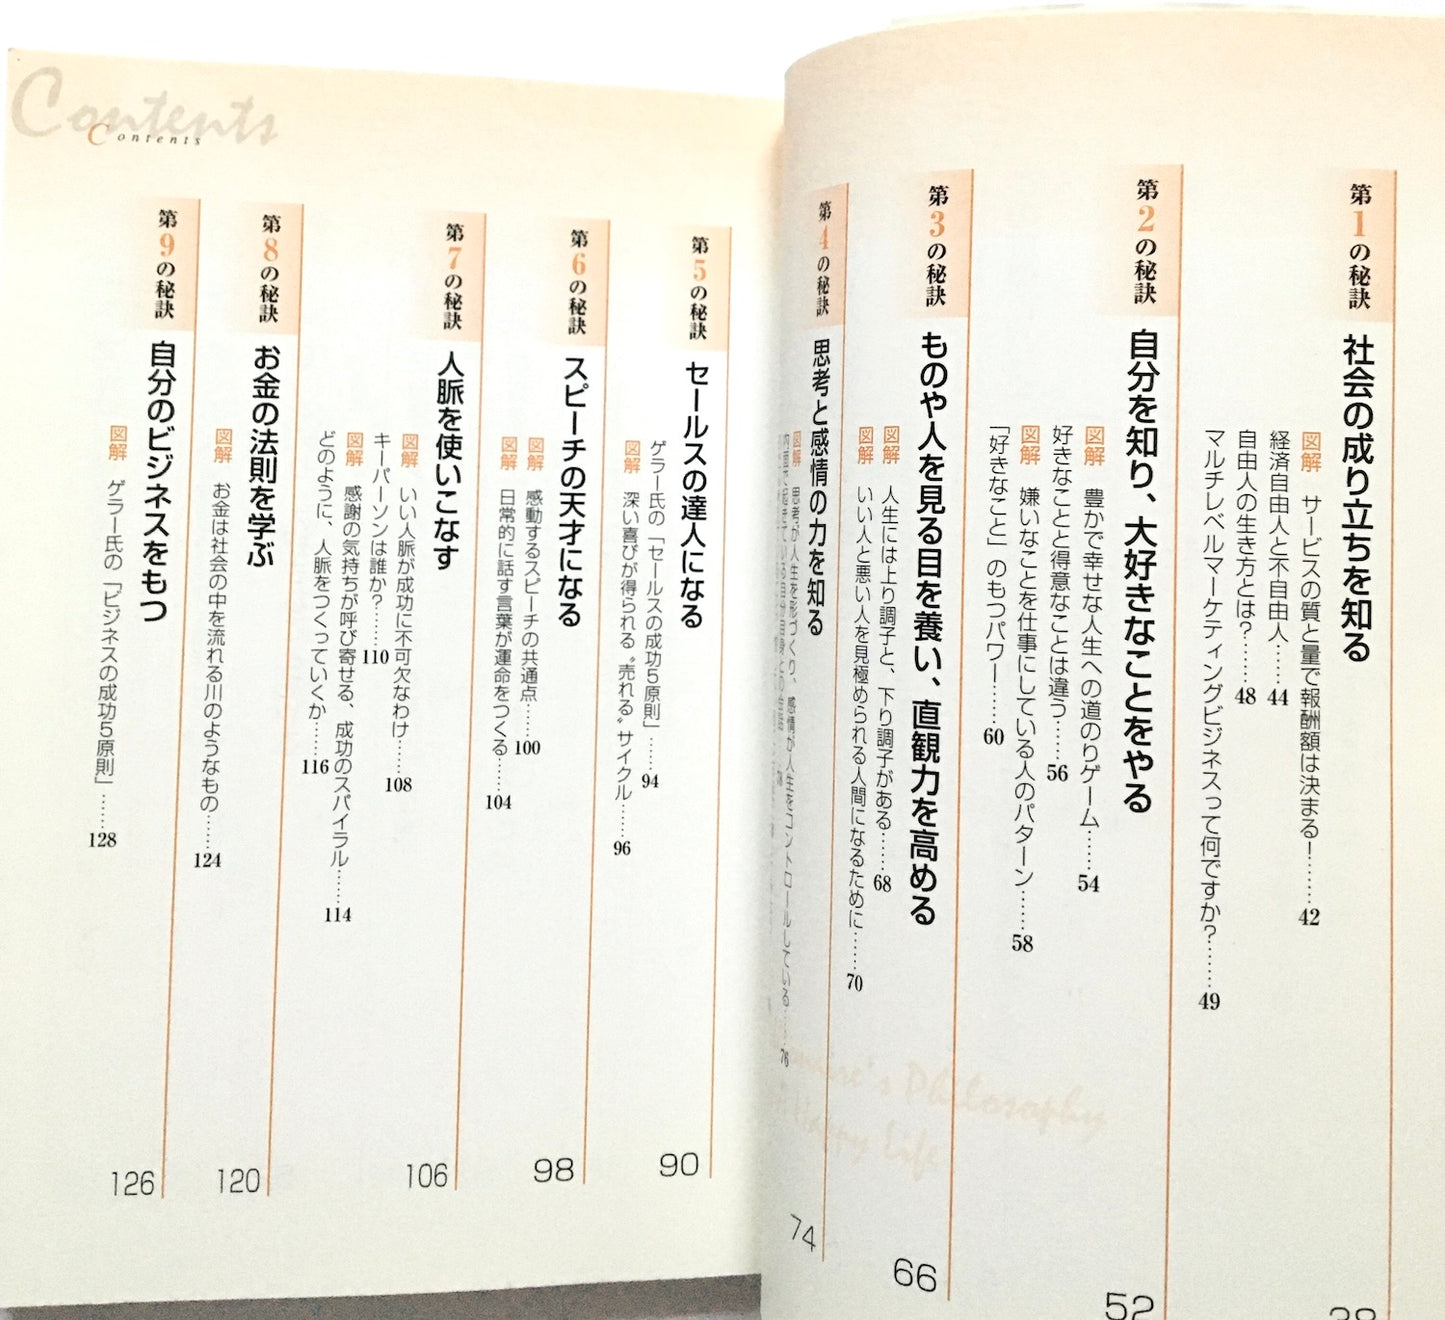 第1の秘訣 社会の成り立ちを知る
図解 サービスの質と量で報酬額は決まる!……42
経済自由人と不自由人……44
自由人の生き方とは?……48
マルチレベルマーケティングビジネスって何ですか?……49
第2の秘訣 自分を知り、大好きなことをやる 52
図解 豊かで幸せな人生への道のりゲーム……54
好きなことと得意なことは違う……56
図解 嫌いなことを仕事にしている人のパターン……58
「好きなこと」のもつパワー……60
第3の秘訣 ものや人を見る目を養い、直観力を高める 66
図解 人生には上り調子と、下り調子がある……68
図解 いい人と悪い人を見極められる人間になるために……70
第4の秘訣 思考と感情の力を知る 74
図解 思考が人生を形づくり、感情が人生をコントロールしている……76
Philosophy
Happy Life
Contents
Contents
第5の秘訣 セールスの達人になる 90
ゲラー氏の「セールスの成功5原則」……94
図解 深い喜びが得られる〝売れる〟サイクル……96
第6の秘訣 スピーチの天才になる 98
図解 感動するスピーチの共通点……100
図解 日常的に話す言葉が運命をつくる……104
第7の秘訣 人脈を使いこなす 106
図解 いい人脈が成功に不可欠なわけ……108
キーパーソンは誰か?……110
図解 感謝の気持ちが呼び寄せる、成功のスパイラル……114
どのように、人脈をつくっていくか……116
第8の秘訣 お金の法則を学ぶ 120
図解 お金は社会の中を流れる川のようなもの……124
第9の秘訣 自分のビジネスをもつ 126
図解 ゲラー氏の「ビジネスの成功5原則」……128